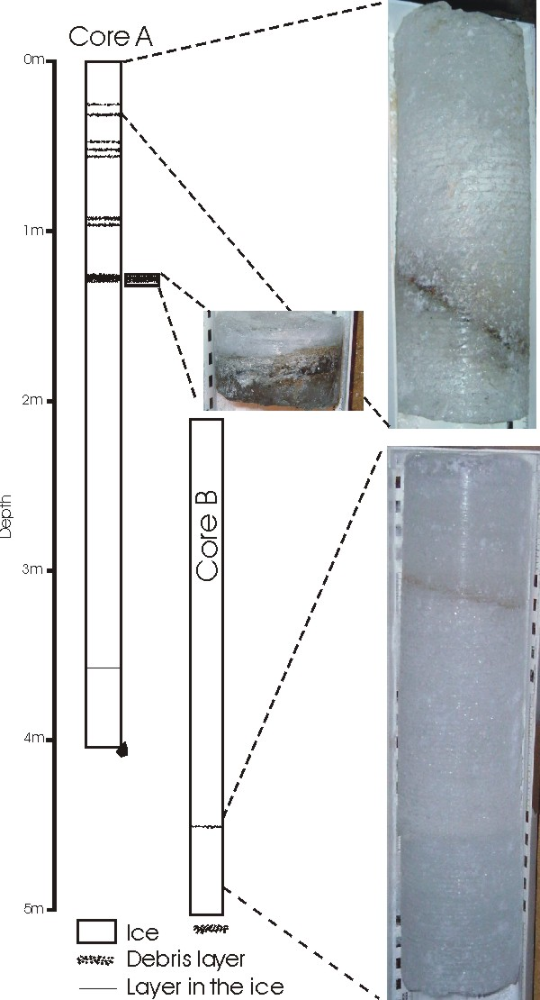 Core A
0m
1m
2m
Core B
Depth
3m
4m
5m
Ice
Debris layer
Layer in the ice